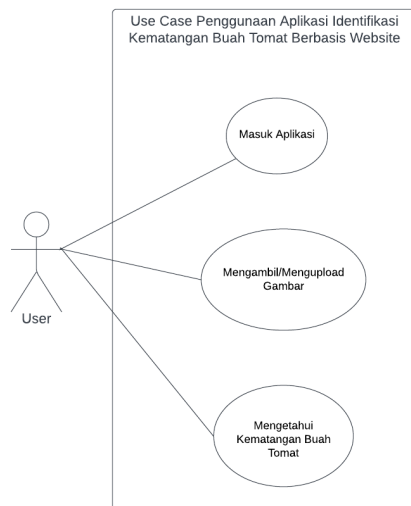 Use Case Penggunaan Aplikasi Identifikasi
Kematangan Buah Tomat Berbasis Website
Masuk Aplikasi
Mengambil/Mengupload
Gambar
User
Mengetahui
Kematangan Buah
Tomat